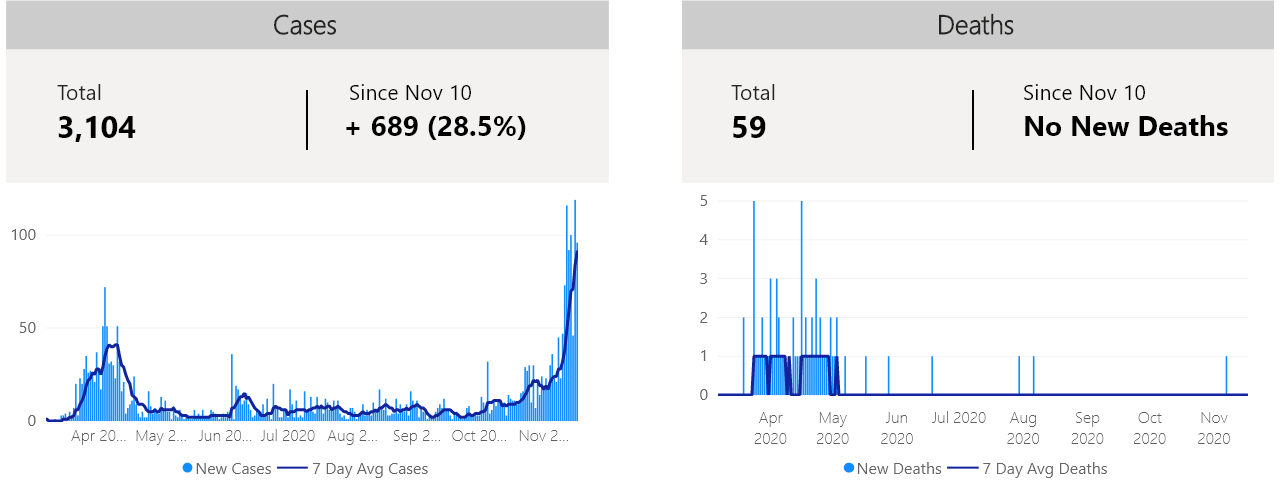 Cases
Total
3,104
Since Nov 10
+ 689 (28.5%)
100
50
0
Apr 20...
May 2...
Jun 20...
Jul 2020
Aug 2...
Sep 2...
Oct 20...
Nov 2...
New Cases
7 Day Avg Cases
Deaths
Total
59
Since Nov 10
No New Deaths
5
4
3
2
1
0
Apr
2020
May
2020
Jun
2020
Jul 2020
Aug
2020
Sep
2020
Oct
2020
Nov
2020
New Deaths
7 Day Avg Deaths